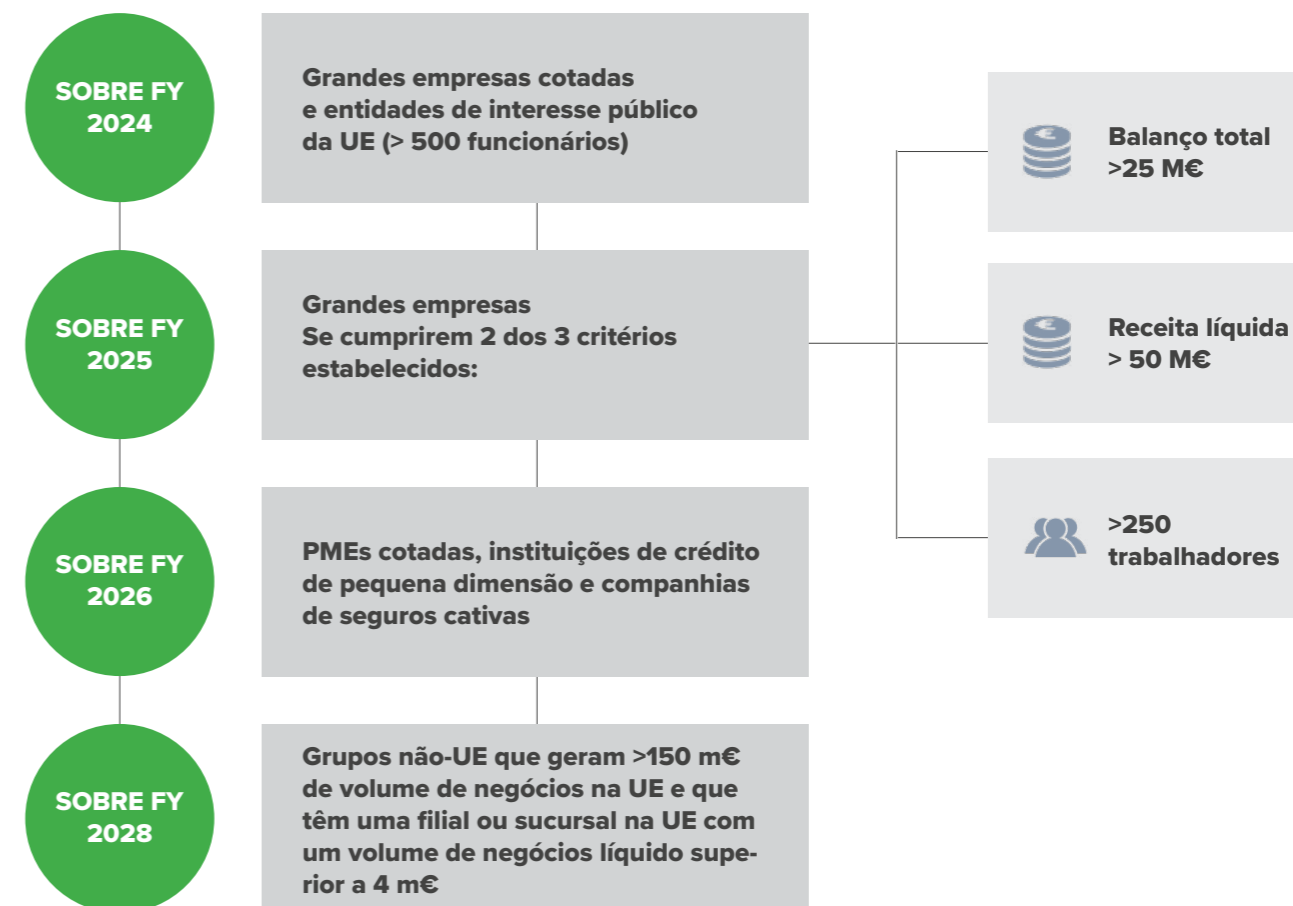 SOBRE FY
2024
Grandes empresas cotadas
e entidades de interesse público
da UE (> 500 funcionários)
SOBRE FY
2025
Grandes empresas
Se cumprirem 2 dos 3 critérios
estabelecidos:
€ Balanço total
>25 M€
€ Receita líquida
> 50 M€
>250
trabalhadores
SOBRE FY
2026
PMEs cotadas, instituições de crédito
de pequena dimensão e companhias
de seguros cativas
SOBRE FY
2028
Grupos não-UE que geram >150 m€
de volume de negócios na UE e que
têm uma filial ou sucursal na UE com
um volume de negócios líquido supe-
rior a 4 m€